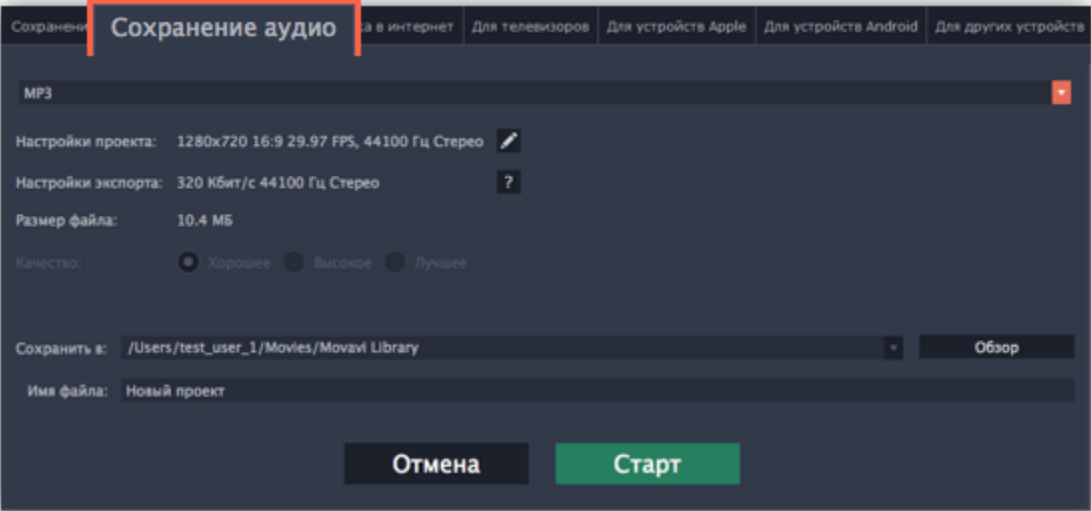 Сохранени Сохранение аудио ка в интернет Для телевизоров Для устройств Apple Для устройств Android Для других устройств
MP3
Настройки проекта: 1280x720 16:9 29.97 FPS, 44100 Гц Стерео
Настройки экспорта: 320 Кбит/с 44100 Гц Стерео ?
Размер файла: 10.4 МБ
Качество: Хорошее Высокое Лучшее
Сохранить в: /Users/test_user_1/Movies/Movavi Library Обзор
Имя файла: Новый проект
Отмена Старт